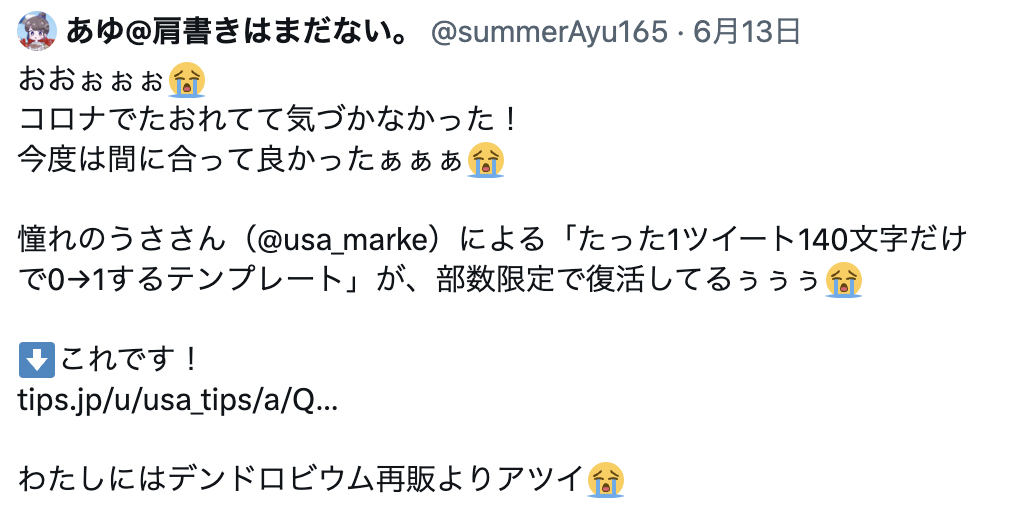 あゆ@肩書きはまだない。 @summerAyu165 · 6月13日
おおぉぉぉ😭
コロナでたおれてて気づかなかった！
今度は間に合って良かったぁぁぁ😭
憧れのうささん（@usa_marke）による「たった1ツイート140文字だけ
で0→1するテンプレート」が、部数限定で復活してるぅぅぅ😭
⬇️これです！
tips.jp/u/usa_tips/a/Q...
わたしにはデンドロビウム再販よりアツイ😭